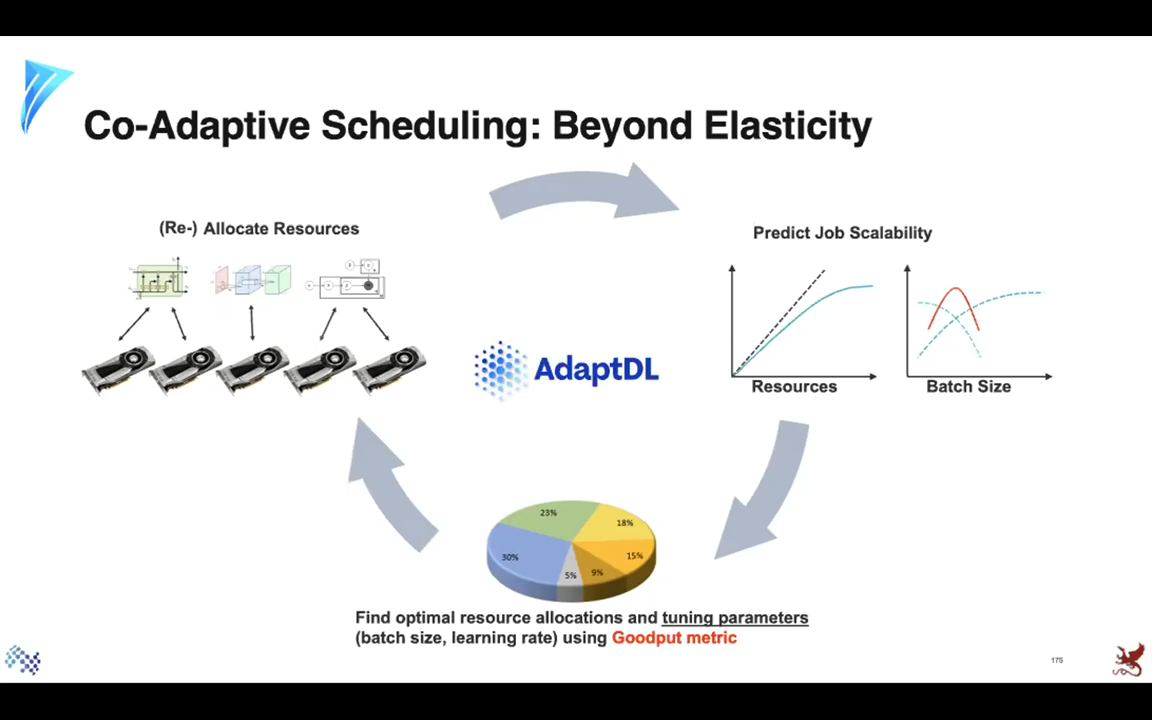 Co-Adaptive Scheduling: Beyond Elasticity
(Re-) Allocate Resources
Predict Job Scalability
AdaptDL
Resources
Batch Size
23%
18%
30%
15%
5%
9%
Find optimal resource allocations and tuning parameters
(batch size, learning rate) using Goodput metric
175